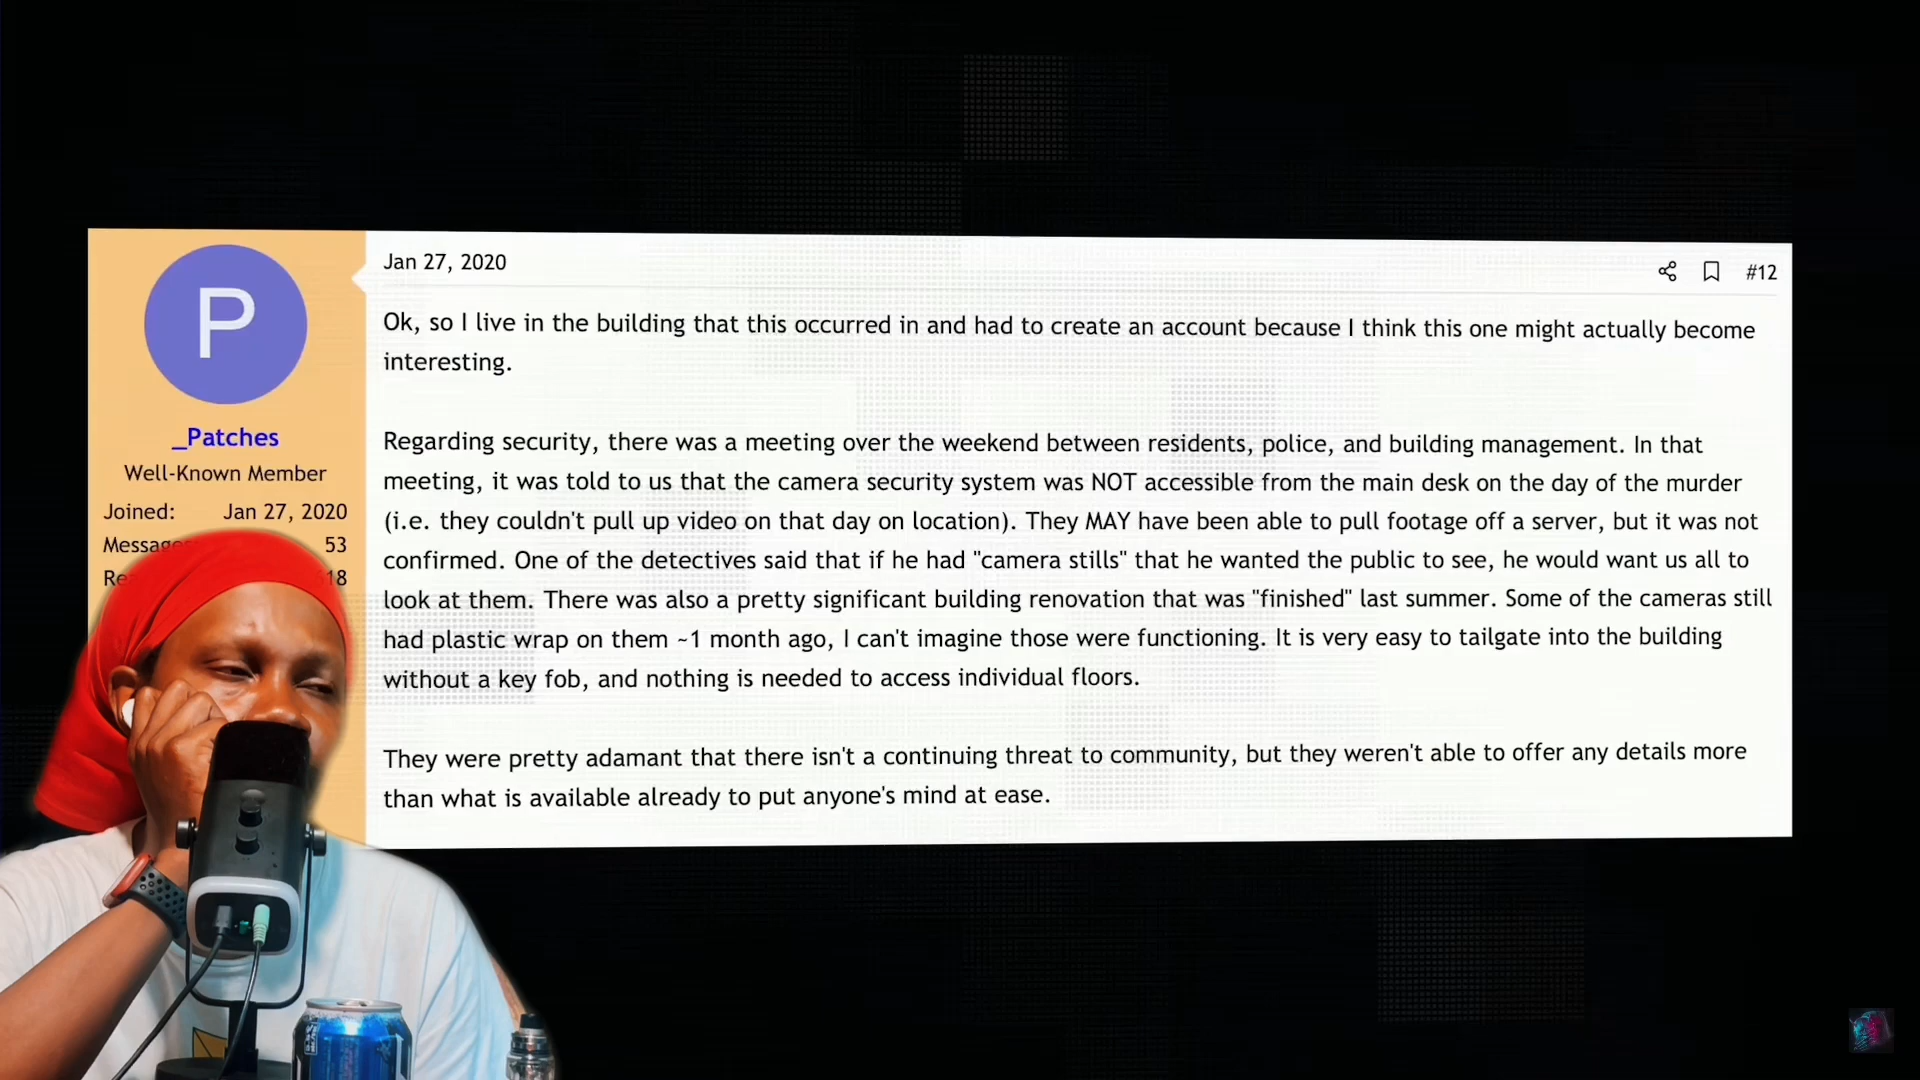 P
_Patches
Well-Known Member
Joined: Jan 27, 2020
53
18
Jan 27, 2020
#12
Ok, so I live in the building that this occurred in and had to create an account because I think this one might actually become
interesting.
Regarding security, there was a meeting over the weekend between residents, police, and building management. In that
meeting, it was told to us that the camera security system was NOT accessible from the main desk on the day of the murder
(i.e. they couldn't pull up video on that day on location). They MAY have been able to pull footage off a server, but it was not
confirmed. One of the detectives said that if he had "camera stills" that he wanted the public to see, he would want us all to
look at them. There was also a pretty significant building renovation that was "finished" last summer. Some of the cameras still
had plastic wrap on them ~1 month ago, I can't imagine those were functioning. It is very easy to tailgate into the building
without a key fob, and nothing is needed to access individual floors.
They were pretty adamant that there isn't a continuing threat to community, but they weren't able to offer any details more
than what is available already to put anyone's mind at ease.